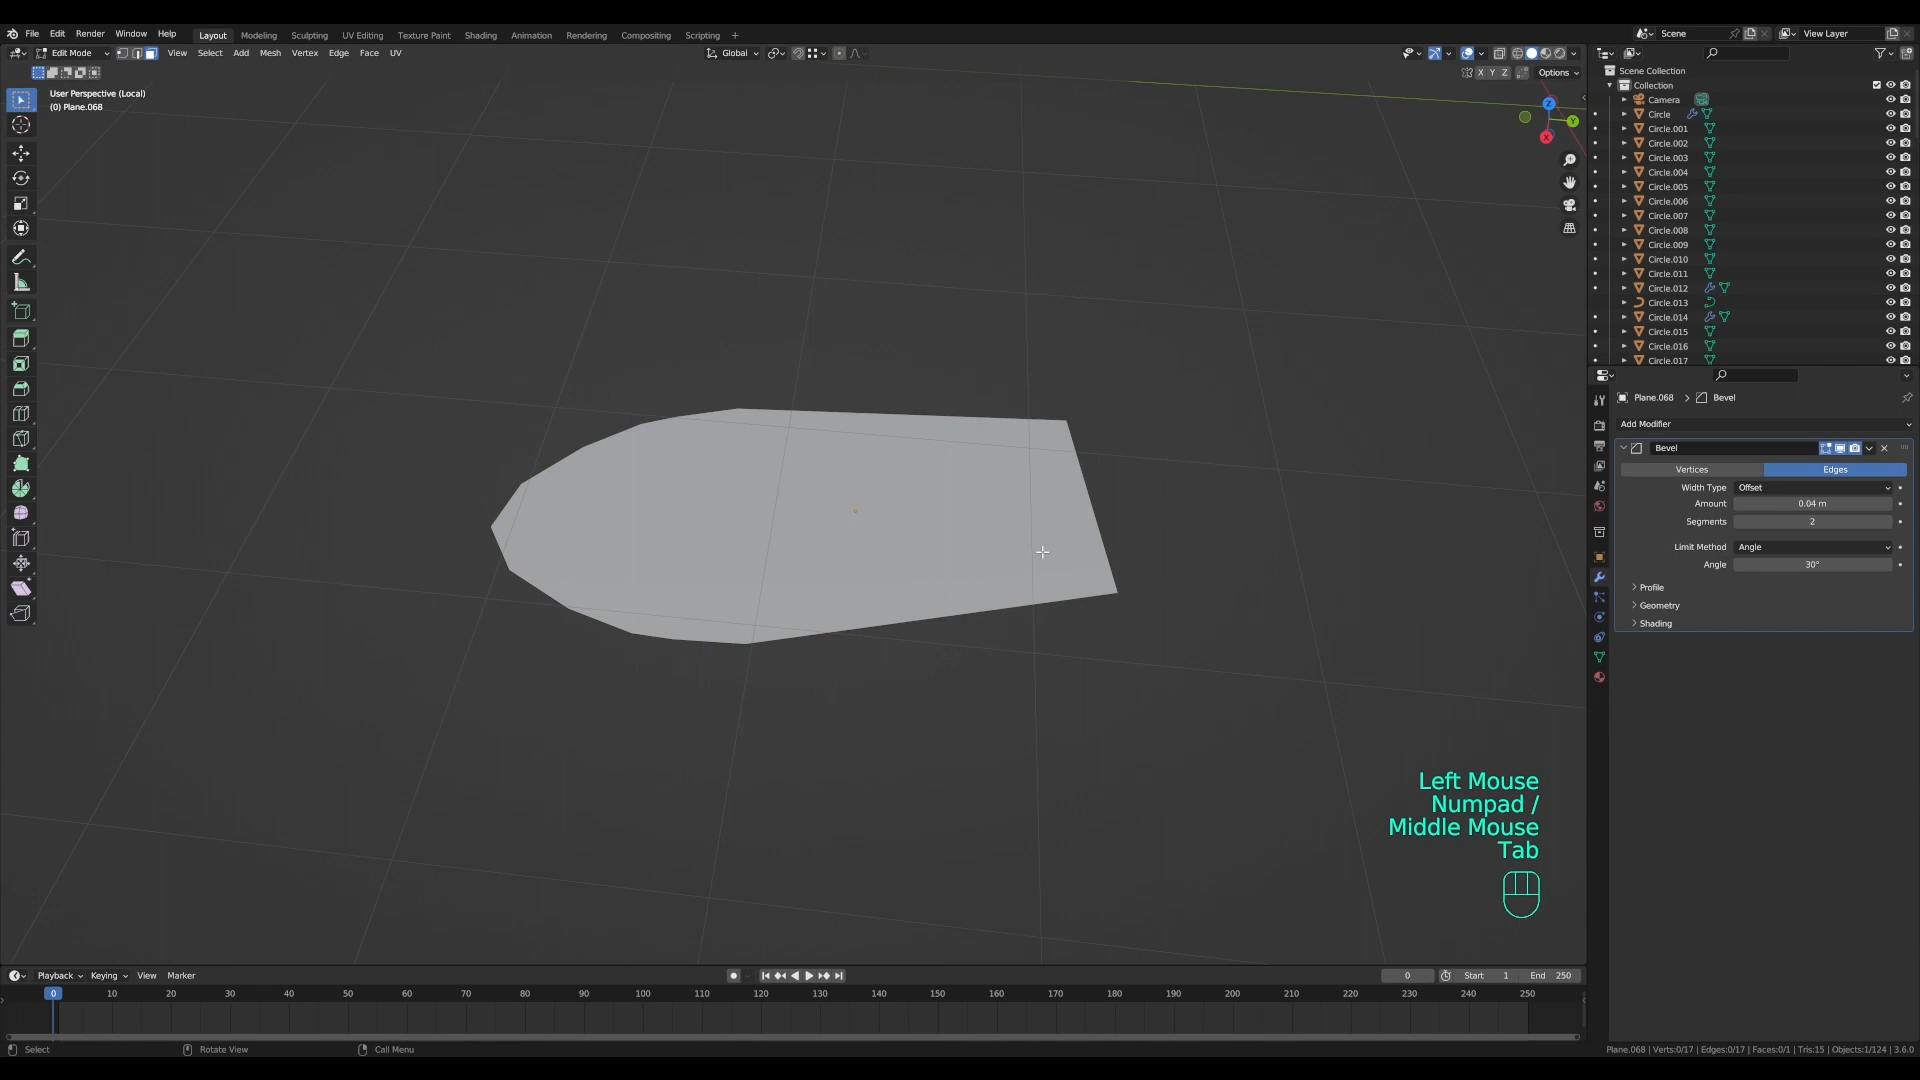 File Edit Render Window Help Layout Modeling Sculpting UV Editing Texture Paint Shading Animation Rendering Compositing Scripting + Scene View Layer
Edit Mode View Select Add Mesh Vertex Edge Face UV Global
X Y Z Options
User Perspective (Local)
(0) Plane.068
Z
Y
X
Scene Collection
Collection
Camera
Circle
Circle.001
Circle.002
Circle.003
Circle.004
Circle.005
Circle.006
Circle.007
Circle.008
Circle.009
Circle.010
Circle.011
Circle.012
Circle.013
Circle.014
Circle.015
Circle.016
Circle.017
Plane.068 > Bevel
Add Modifier
Bevel
Vertices Edges
Width Type Offset
Amount 0.04 m
Segments 2
Limit Method Angle
Angle 30°
Profile
Geometry
Shading
Left Mouse
Numpad /
Middle Mouse
Tab
Playback Keying View Marker 0 Start 1 End 250
0 10 20 30 40 50 60 70 80 90 100 110 120 130 140 150 160 170 180 190 200 210 220 230 240 250
Select Rotate View Call Menu Plane.068 | Verts:0/17 | Edges:0/17 | Faces:0/1 | Tris:15 | Objects:1/124 | 3.6.0